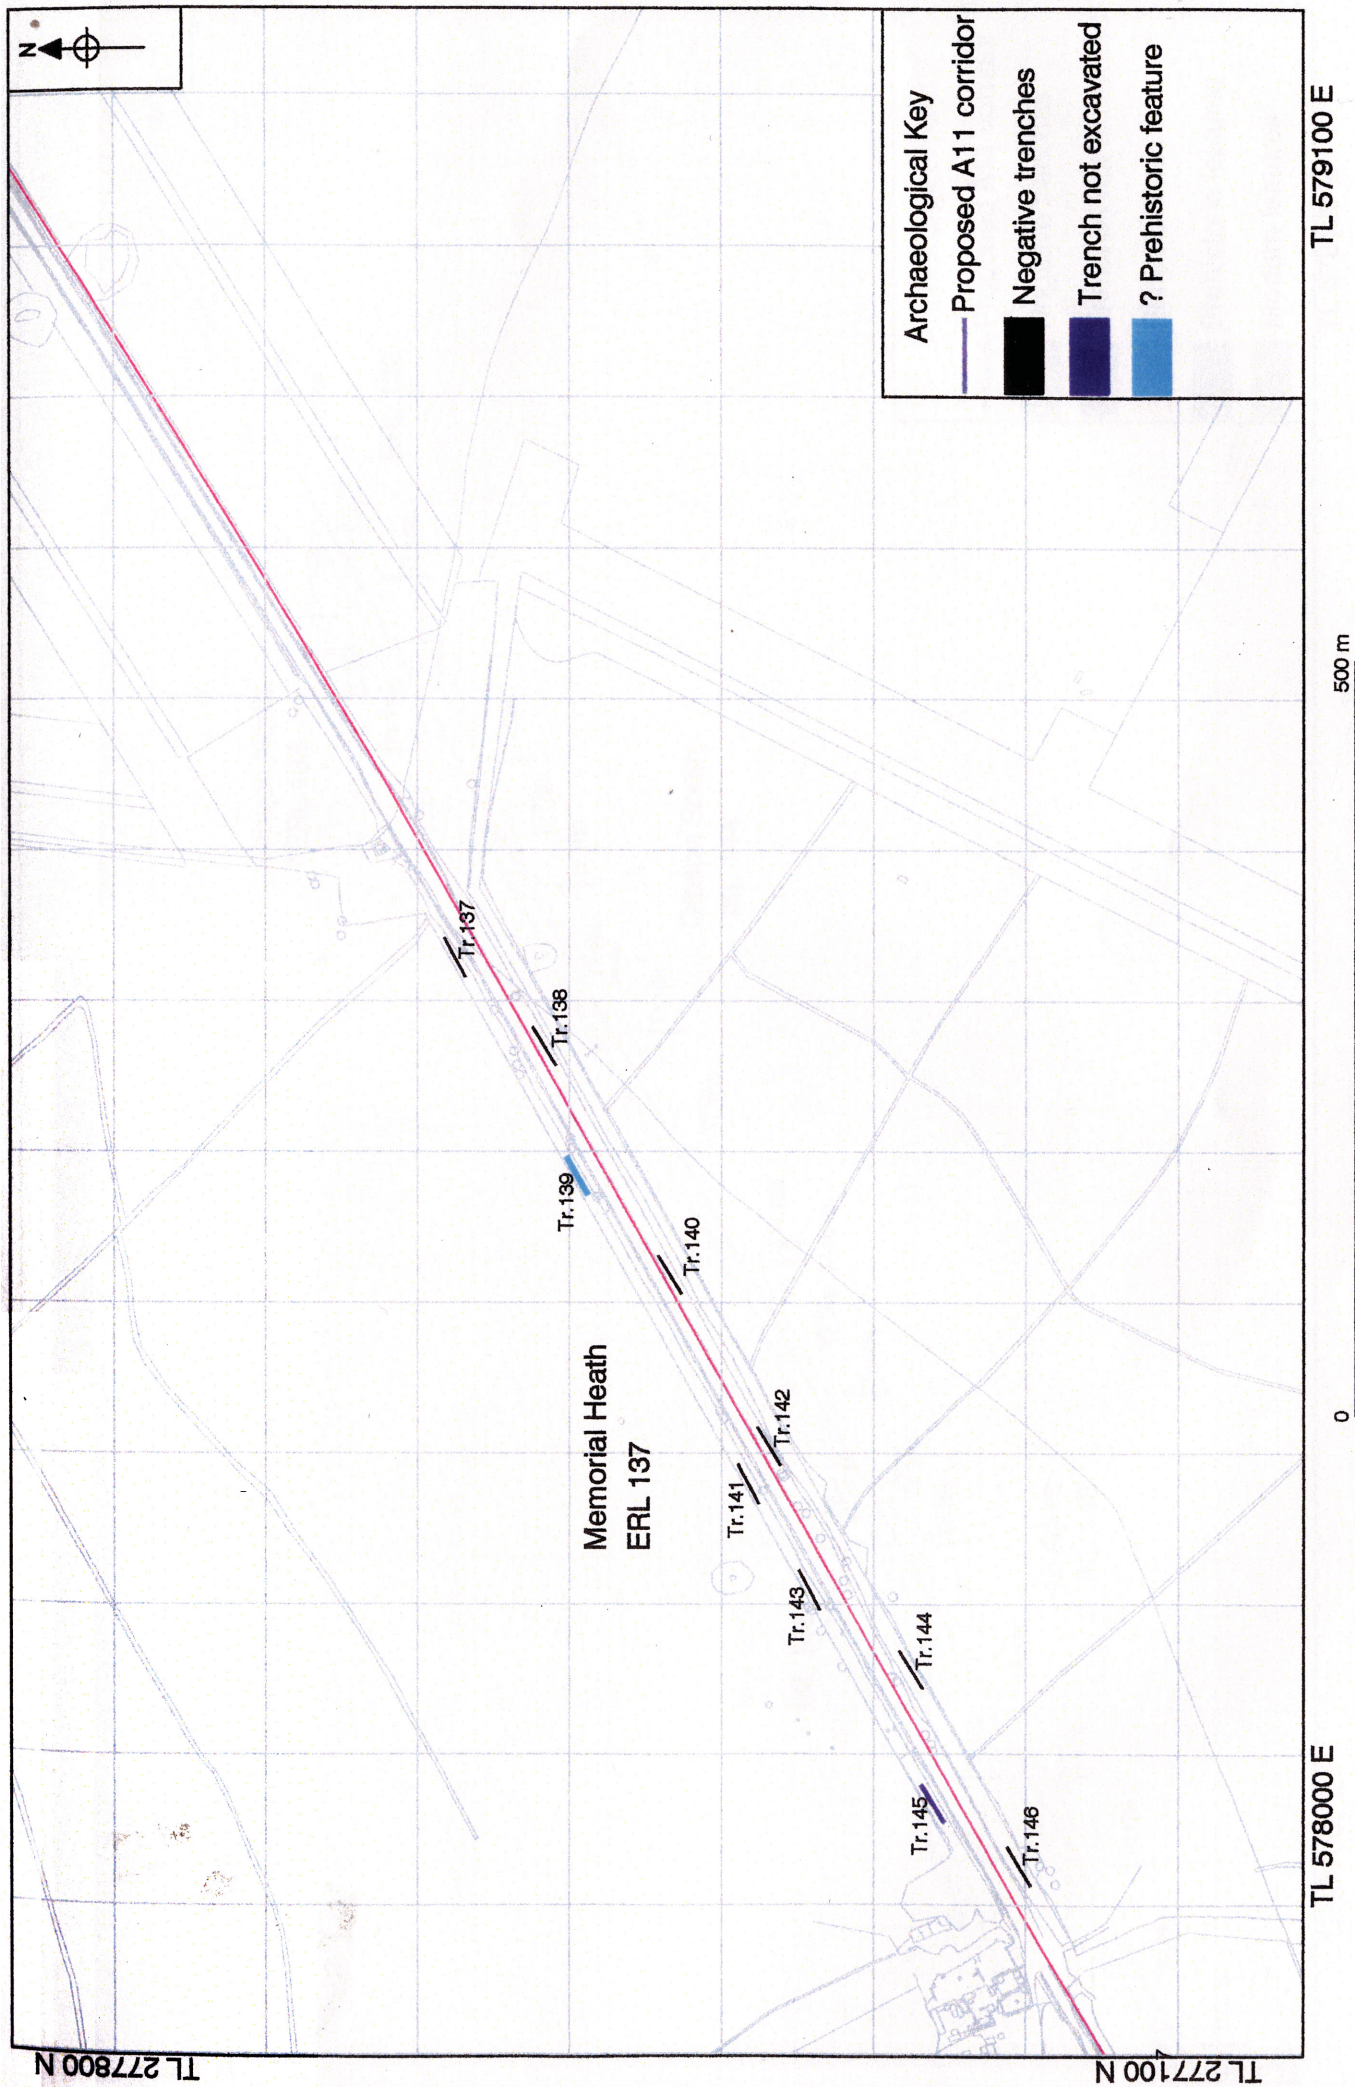 N
Archaeological Key
Proposed A11 corridor
Negative trenches
Trench not excavated
? Prehistoric feature
Tr.137
Tr.138
Tr.139
Tr.140
Memorial Heath
ERL 137
Tr.141
Tr.142
Tr.143
Tr.144
Tr.145
Tr.146
TL 277800 N
TL 277100 N
TL 578000 E
TL 579100 E
0
500 m